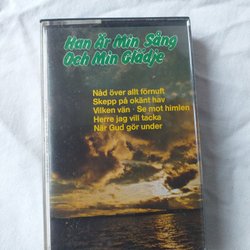 Han Är Min Sång
Och Min Glädje
Nåd över allt förnuft
Skepp på okänt hav
Vilken vän · Se mot himlen
Herre jag vill tacka
När Gud gör under